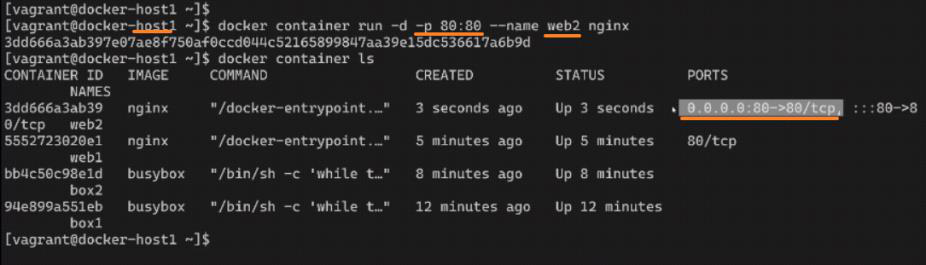 [vagrant@docker-host1 ~]$
[vagrant@docker-host1 ~]$ docker container run -d -p 80:80 --name web2 nginx
3dd666a3ab397e07ae8f750af0ccd044c52165899847aa39e15dc536617a6b9d
[vagrant@docker-host1 ~]$ docker container ls
CONTAINER ID   IMAGE     COMMAND                  CREATED          STATUS          PORTS
       NAMES
3dd666a3ab39   nginx     "/docker-entrypoint.…"   3 seconds ago    Up 3 seconds    0.0.0.0:80->80/tcp, :::80->8
0/tcp   web2
5552723020e1   nginx     "/docker-entrypoint.…"   5 minutes ago    Up 5 minutes    80/tcp
       web1
bb4c50c98e1d   busybox   "/bin/sh -c 'while t…"   8 minutes ago    Up 8 minutes
       box2
94e899a551eb   busybox   "/bin/sh -c 'while t…"   12 minutes ago   Up 12 minutes
       box1
[vagrant@docker-host1 ~]$